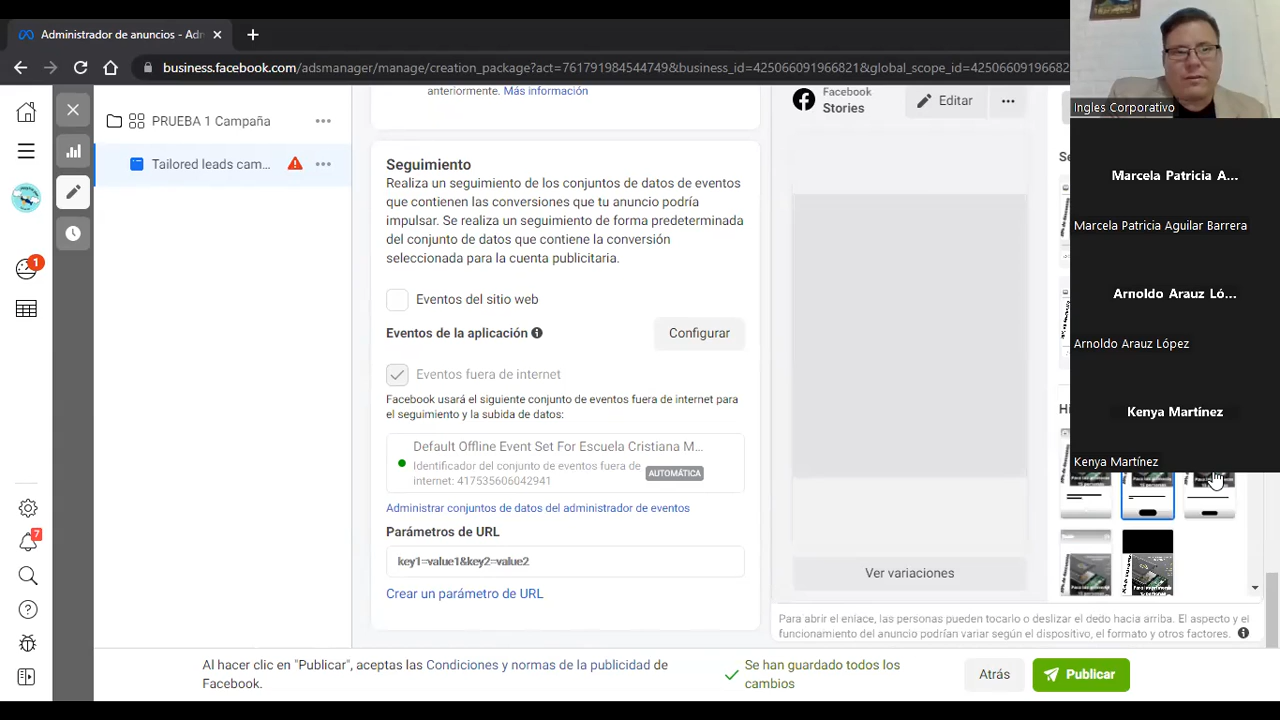 Administrador de anuncios - Adr
business.facebook.com/adsmanager/manage/creation_package?act=761791984544749&business_id=425066091966821&global_scope_id=42506609196682
Ingles Corporativo
Marcela Patricia A...
Marcela Patricia Aguilar Barrera
Arnoldo Arauz Ló...
Arnoldo Arauz López
Kenya Martínez
Kenya Martínez
PRUEBA 1 Campaña
Tailored leads cam...
1
7
anteriormente. Más información
Seguimiento
Realiza un seguimiento de los conjuntos de datos de eventos
que contienen las conversiones que tu anuncio podría
impulsar. Se realiza un seguimiento de forma predeterminada
del conjunto de datos que contiene la conversión
seleccionada para la cuenta publicitaria.
Eventos del sitio web
Eventos de la aplicación
Configurar
Eventos fuera de internet
Facebook usará el siguiente conjunto de eventos fuera de internet para
el seguimiento y la subida de datos:
Default Offline Event Set For Escuela Cristiana M...
Identificador del conjunto de eventos fuera de
internet: 417535606042941
AUTOMÁTICA
Administrar conjuntos de datos del administrador de eventos
Parámetros de URL
key1=value1&key2=value2
Crear un parámetro de URL
Facebook
Stories
Editar
Ver variaciones
Para abrir el enlace, las personas pueden tocarlo o deslizar el dedo hacia arriba. El aspecto y el
funcionamiento del anuncio podrían variar según el dispositivo, el formato y otros factores.
Al hacer clic en "Publicar", aceptas las Condiciones y normas de la publicidad de
Facebook.
Se han guardado todos los
cambios
Atrás
Publicar